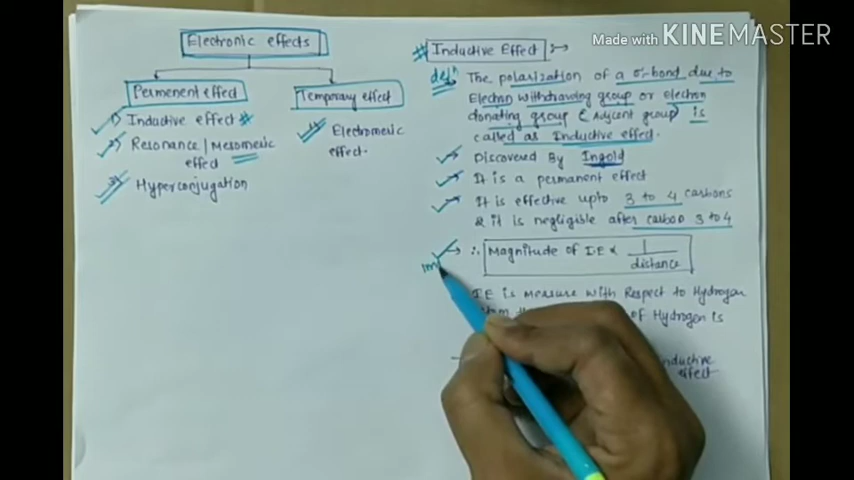 Made with KINEMASTER
Electronic effects
Permenent effect
Temporary effect
1) Inductive effect *
2) Resonance / Mesomeric
effect
3) Hyperconjugation
1) Electromeric
effect.
# Inductive Effect :→
defⁿ The polarization of a σ-bond due to
Electron withdrawing group or electron
donating group (Adjcent group) is
called as Inductive effect.
Discovered By Ingold
It is a permanent effect
It is effective upto 3 to 4 carbons
& it is negligible after carbon 3 to 4
∴ Magnitude of I.E ∝ 1/distance
IE is measure with Respect to Hydrogen
of Hydrogen is
inductive
effect